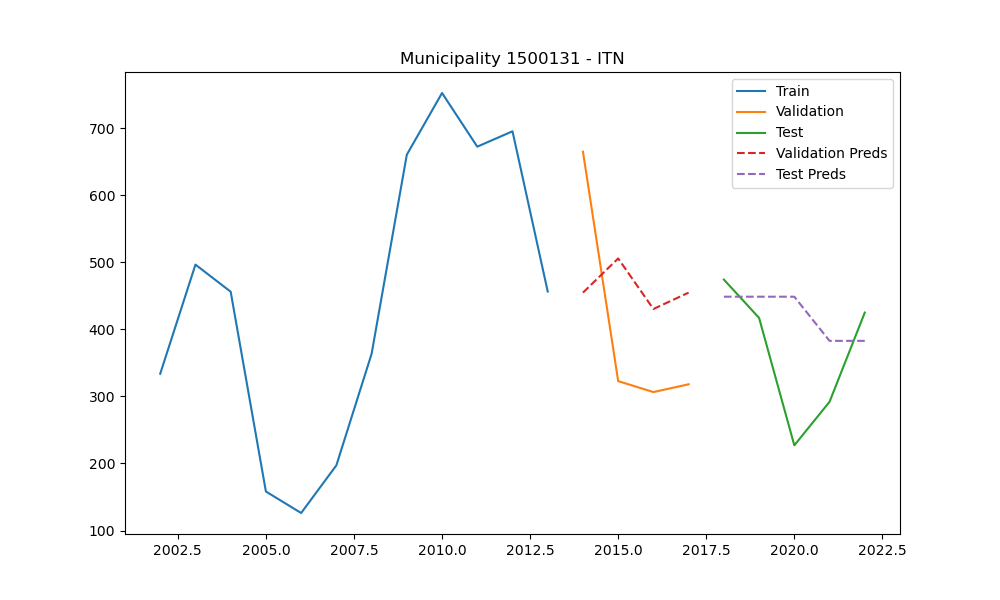 Municipality 1500131 - ITN
Train
Validation
Test
Validation Preds
Test Preds
700
600
500
400
300
200
100
2002.5 2005.0 2007.5 2010.0 2012.5 2015.0 2017.5 2020.0 2022.5